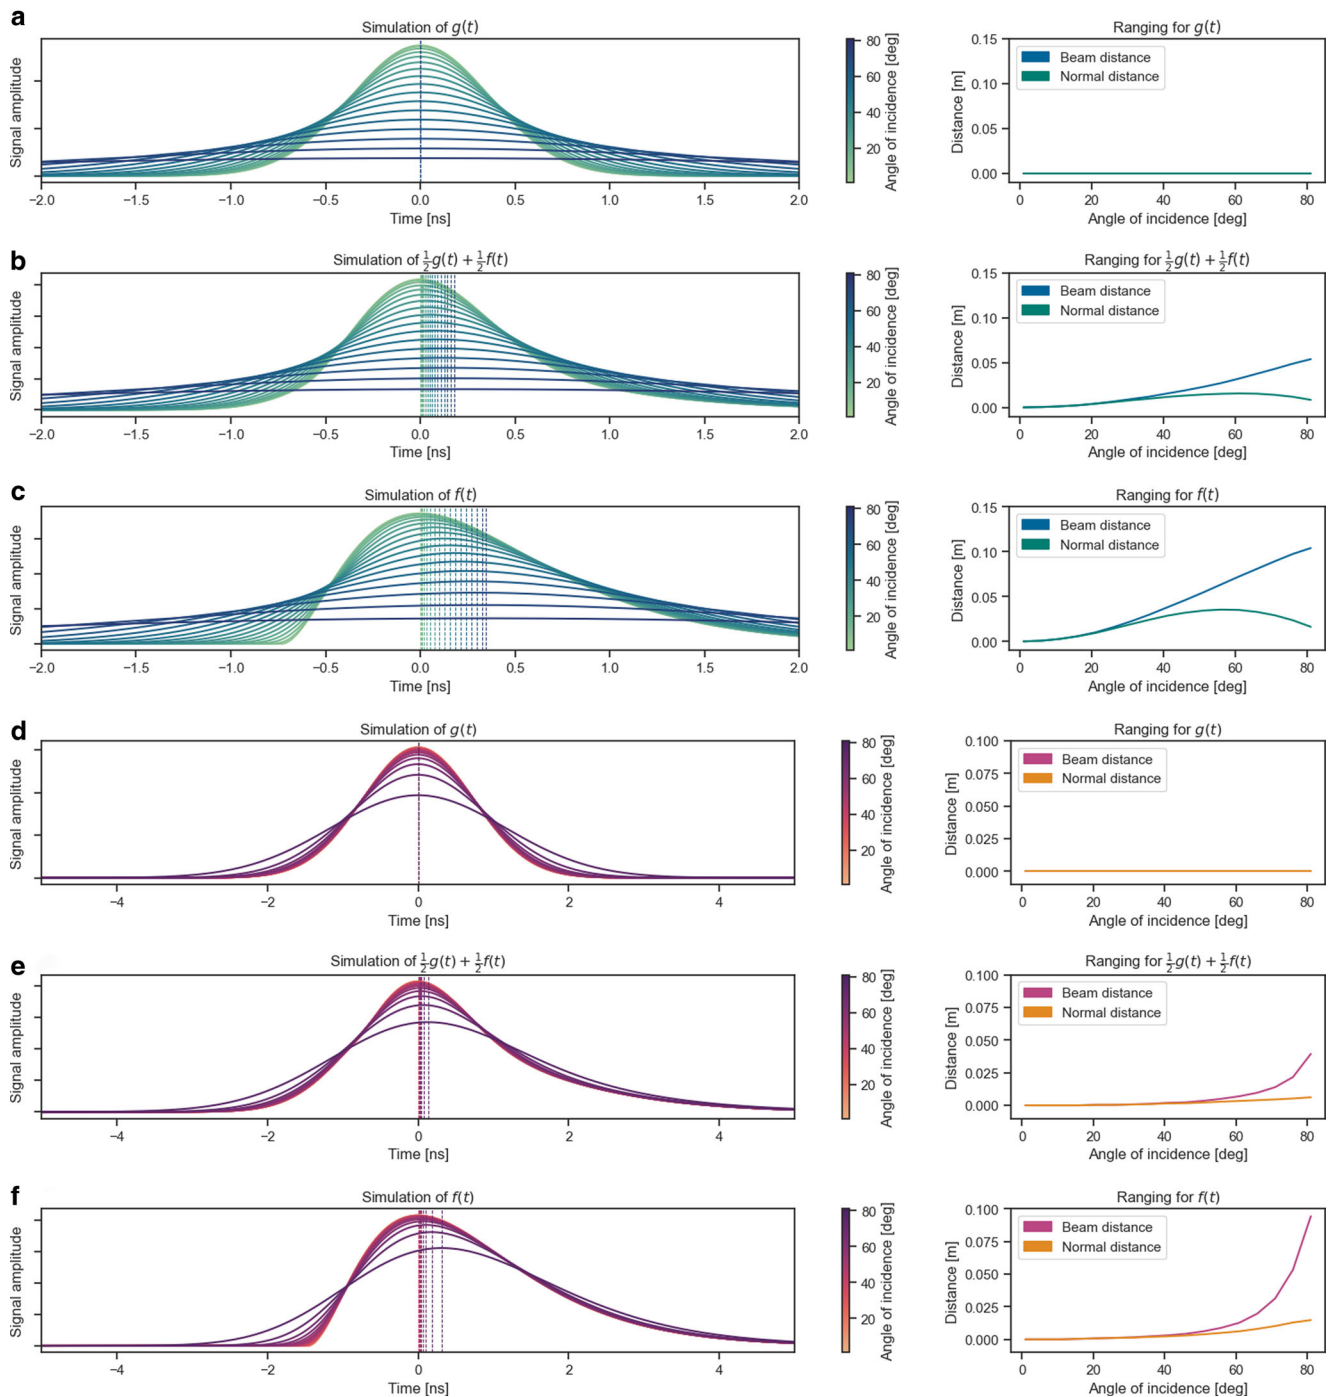 a
Simulation of g(t)
Signal amplitude
−2.0 −1.5 −1.0 −0.5 0.0 0.5 1.0 1.5 2.0
Time [ns]
80
60
40
20
Angle of incidence [deg]
Ranging for g(t)
Beam distance
Normal distance
0.15
0.10
0.05
0.00
Distance [m]
0 20 40 60 80
Angle of incidence [deg]
b
Simulation of ½g(t) + ½f(t)
Signal amplitude
−2.0 −1.5 −1.0 −0.5 0.0 0.5 1.0 1.5 2.0
Time [ns]
80
60
40
20
Angle of incidence [deg]
Ranging for ½g(t) + ½f(t)
Beam distance
Normal distance
0.15
0.10
0.05
0.00
Distance [m]
0 20 40 60 80
Angle of incidence [deg]
c
Simulation of f(t)
Signal amplitude
−2.0 −1.5 −1.0 −0.5 0.0 0.5 1.0 1.5 2.0
Time [ns]
80
60
40
20
Angle of incidence [deg]
Ranging for f(t)
Beam distance
Normal distance
0.15
0.10
0.05
0.00
Distance [m]
0 20 40 60 80
Angle of incidence [deg]
d
Simulation of g(t)
Signal amplitude
−4 −2 0 2 4
Time [ns]
80
60
40
20
Angle of incidence [deg]
Ranging for g(t)
Beam distance
Normal distance
0.100
0.075
0.050
0.025
0.000
Distance [m]
0 20 40 60 80
Angle of incidence [deg]
e
Simulation of ½g(t) + ½f(t)
Signal amplitude
−4 −2 0 2 4
Time [ns]
80
60
40
20
Angle of incidence [deg]
Ranging for ½g(t) + ½f(t)
Beam distance
Normal distance
0.100
0.075
0.050
0.025
0.000
Distance [m]
0 20 40 60 80
Angle of incidence [deg]
f
Simulation of f(t)
Signal amplitude
−4 −2 0 2 4
Time [ns]
80
60
40
20
Angle of incidence [deg]
Ranging for f(t)
Beam distance
Normal distance
0.100
0.075
0.050
0.025
0.000
Distance [m]
0 20 40 60 80
Angle of incidence [deg]